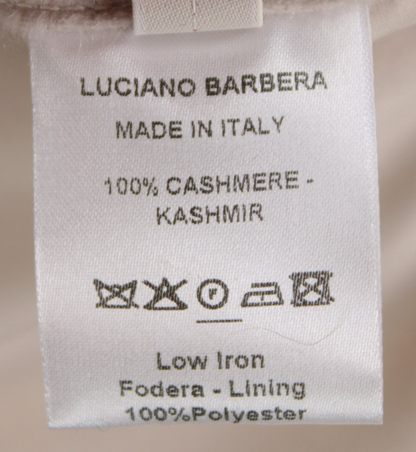 LUCIANO BARBERA
MADE IN ITALY
100% CASHMERE -
KASHMIR
F
Low Iron
Fodera - Lining
100%Polyester